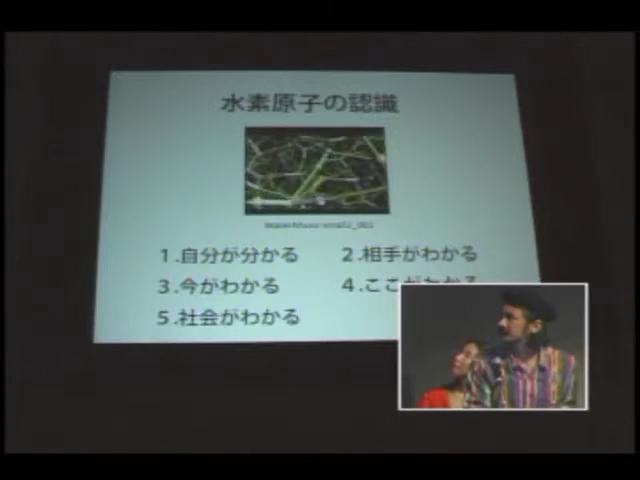 水素原子の認識
1.自分が分かる 2.相手がわかる
3.今がわかる 4.ここがわかる
5.社会がわかる